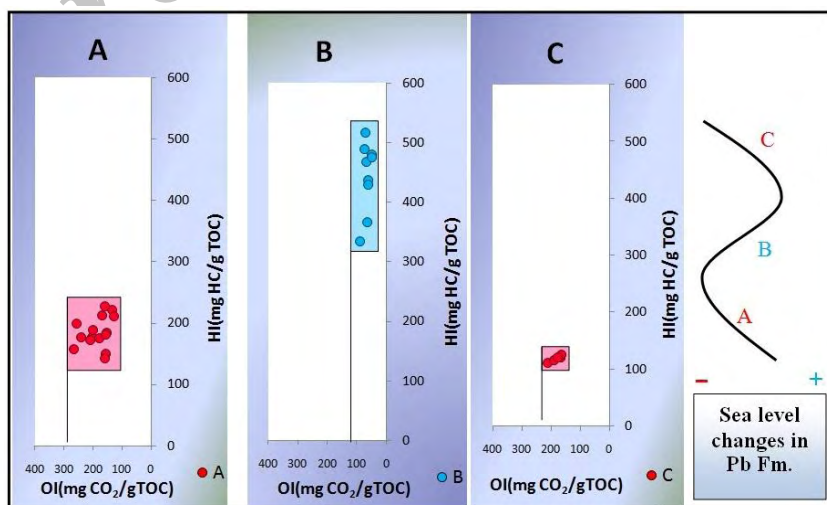 A
600
500
400
300
200
100
0
HI(mg HC/g TOC)
400 300 200 100 0
OI(mg CO2/gTOC)
A
B
600
500
400
300
200
100
0
HI(mg HC/g TOC)
400 300 200 100 0
OI(mg CO2/gTOC)
B
C
600
500
400
300
200
100
0
HI(mg HC/g TOC)
400 300 200 100 0
OI(mg CO2/gTOC)
C
C
B
A
− +
Sea level
changes in
Pb Fm.